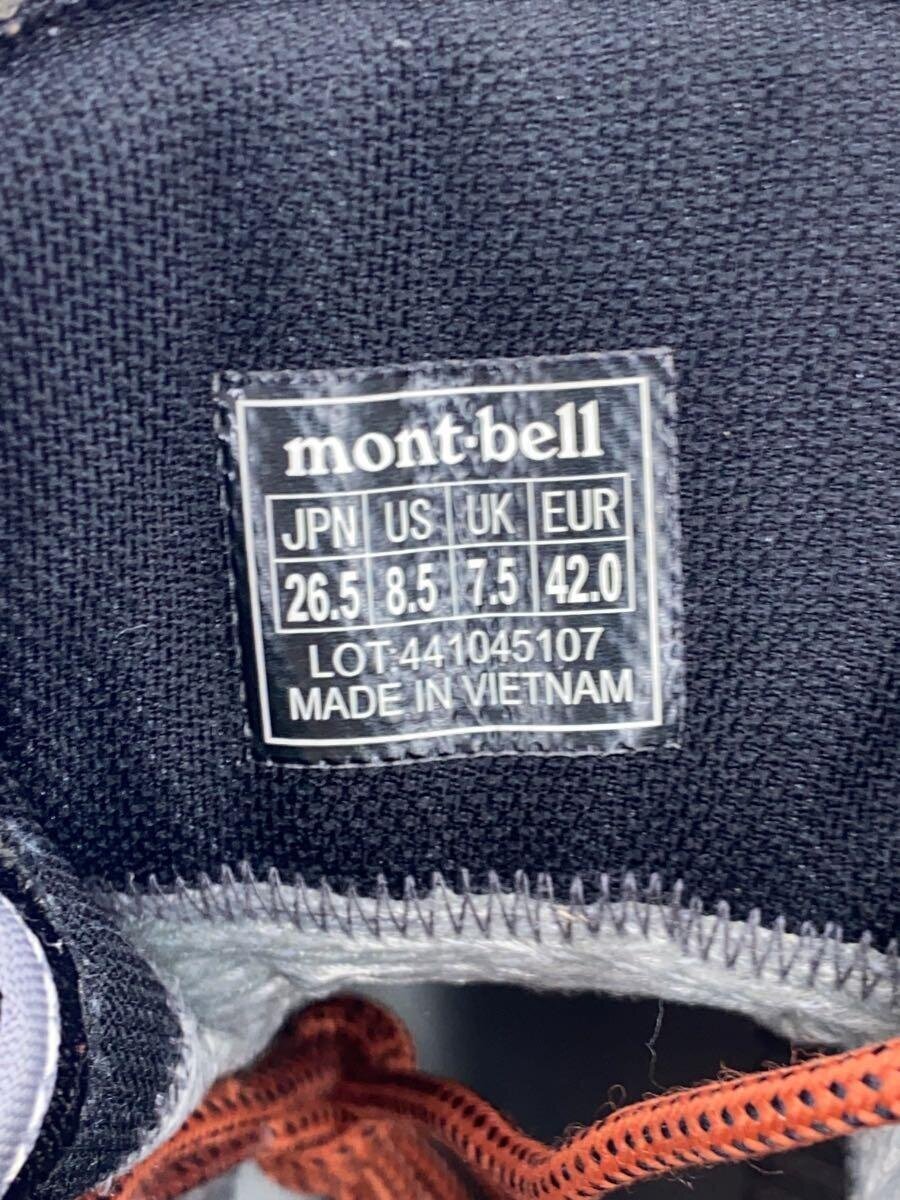 mont-bell
JPN US UK EUR
26.5 8.5 7.5 42.0
LOT:441045107
MADE IN VIETNAM